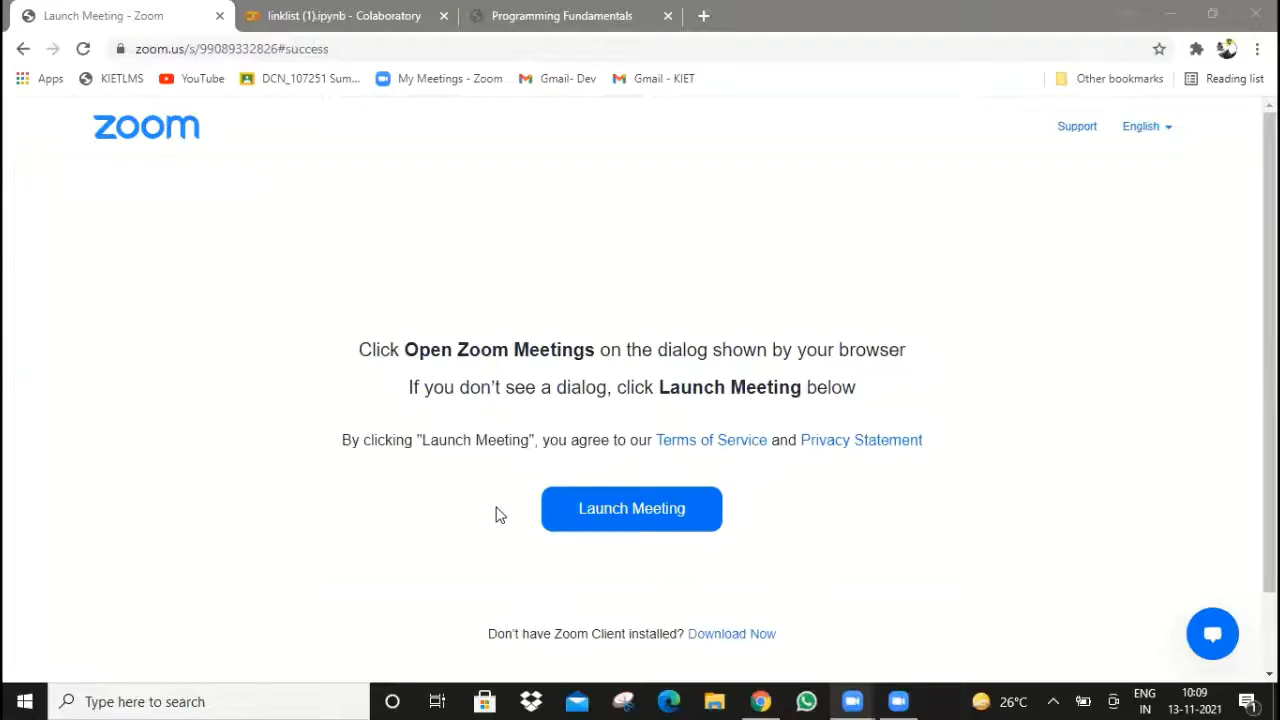 Launch Meeting - Zoom
linklist (1).ipynb - Colaboratory
Programming Fundamentals
zoom.us/s/99089332826#success
Apps
KIETLMS
YouTube
DCN_107251 Sum...
My Meetings - Zoom
Gmail- Dev
Gmail - KIET
Other bookmarks
Reading list
zoom
Support
English
Click Open Zoom Meetings on the dialog shown by your browser
If you don't see a dialog, click Launch Meeting below
By clicking "Launch Meeting", you agree to our Terms of Service and Privacy Statement
Launch Meeting
Don't have Zoom Client installed? Download Now
Type here to search
26°C
ENG
IN
10:09
13-11-2021
1